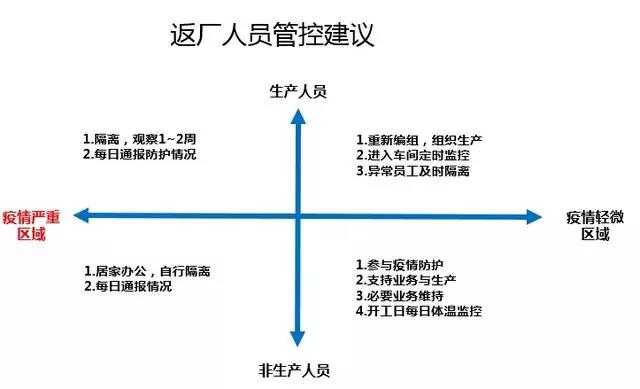 返厂人员管控建议
生产人员
1.隔离，观察1~2周
2.每日通报防护情况
1.重新编组，组织生产
2.进入车间定时监控
3.异常员工及时隔离
疫情严重
区域
疫情轻微
区域
1.居家办公，自行隔离
2.每日通报情况
1.参与疫情防护
2.支持业务与生产
3.必要业务维持
4.开工日每日体温监控
非生产人员